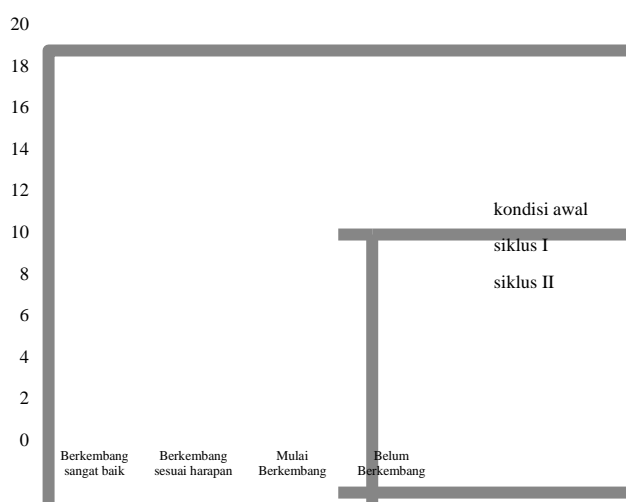 20
18
16
14
12
10
8
6
4
2
0
kondisi awal
siklus I
siklus II
Berkembang sangat baik
Berkembang sesuai harapan
Mulai Berkembang
Belum Berkembang